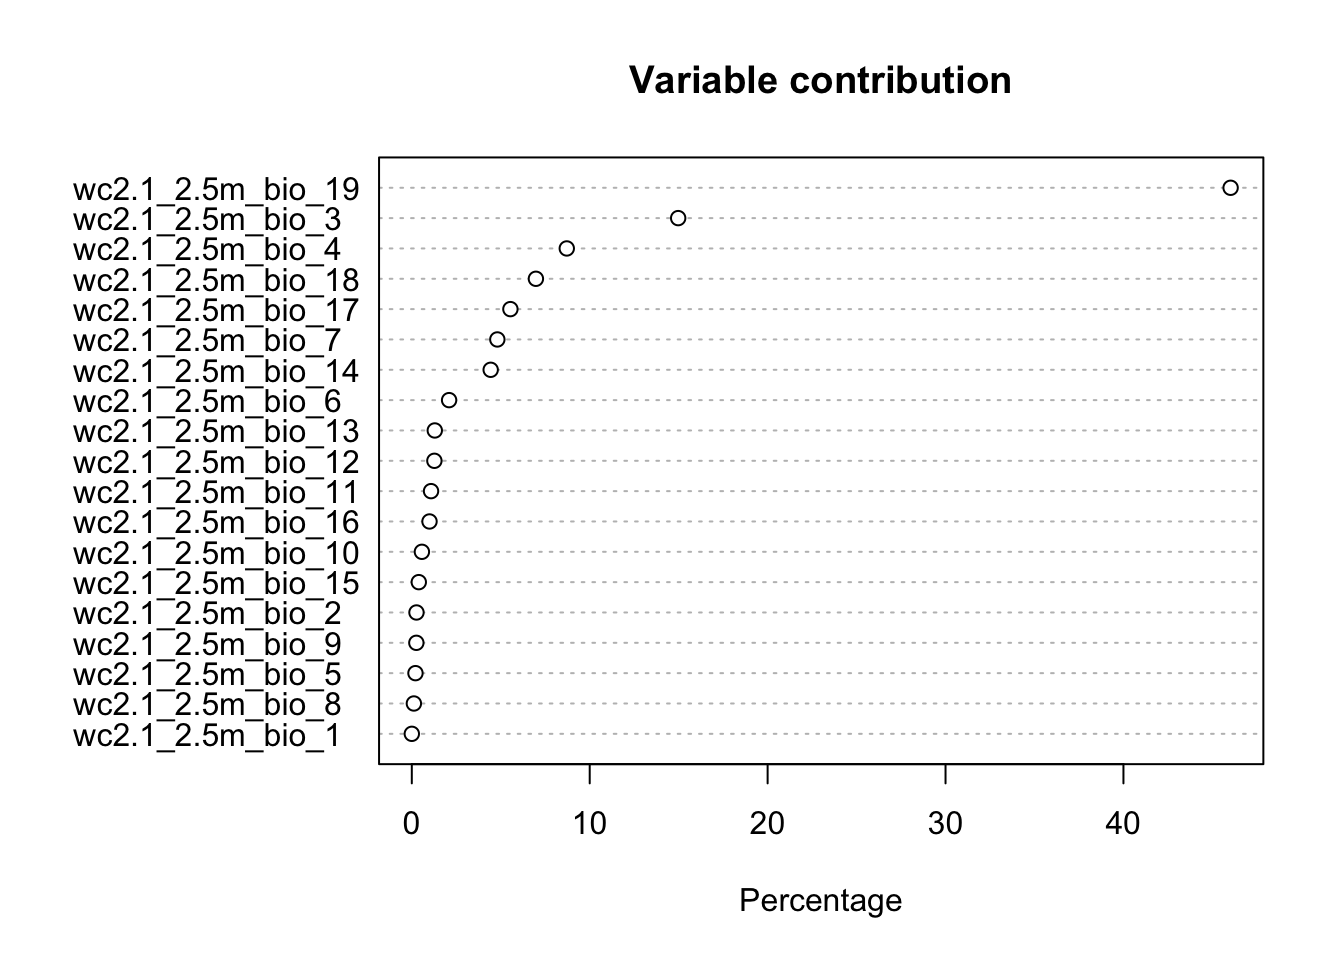 Variable contribution
wc2.1_2.5m_bio_19
wc2.1_2.5m_bio_3
wc2.1_2.5m_bio_4
wc2.1_2.5m_bio_18
wc2.1_2.5m_bio_17
wc2.1_2.5m_bio_7
wc2.1_2.5m_bio_14
wc2.1_2.5m_bio_6
wc2.1_2.5m_bio_13
wc2.1_2.5m_bio_12
wc2.1_2.5m_bio_11
wc2.1_2.5m_bio_16
wc2.1_2.5m_bio_10
wc2.1_2.5m_bio_15
wc2.1_2.5m_bio_2
wc2.1_2.5m_bio_9
wc2.1_2.5m_bio_5
wc2.1_2.5m_bio_8
wc2.1_2.5m_bio_1
0 10 20 30 40
Percentage